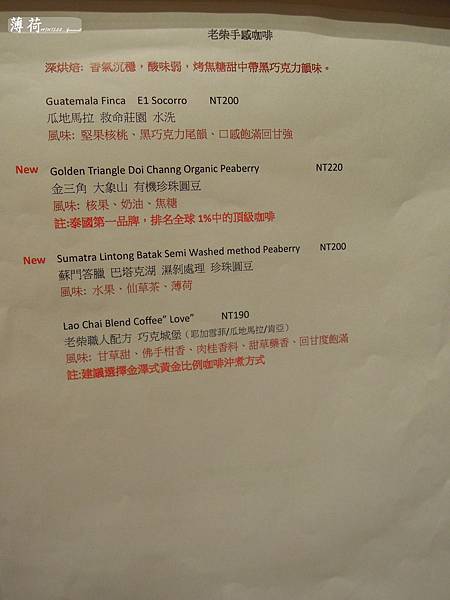 薄荷
老柴手感咖啡
深烘焙: 香氣沉穩，酸味弱，烤焦糖甜中帶黑巧克力韻味。
Guatemala Finca E1 Socorro NT200
瓜地馬拉 救命莊園 水洗
風味: 堅果核桃、黑巧克力尾韻、口感飽滿回甘強
New Golden Triangle Doi Channg Organic Peaberry NT220
金三角 大象山 有機珍珠圓豆
風味: 核果、奶油、焦糖
註:泰國第一品牌，排名全球 1%中的頂級咖啡
New Sumatra Lintong Batak Semi Washed method Peaberry NT200
蘇門答臘 巴塔克湖 濕剝處理 珍珠圓豆
風味: 水果、仙草茶、薄荷
Lao Chai Blend Coffee” Love” NT190
老柴職人配方 巧克城堡（耶加雪菲/瓜地馬拉/肯亞）
風味: 甘草甜、佛手柑香、肉桂香料、甜草藥香、回甘度飽滿
註:建議選擇金澤式黃金比例咖啡沖煮方式